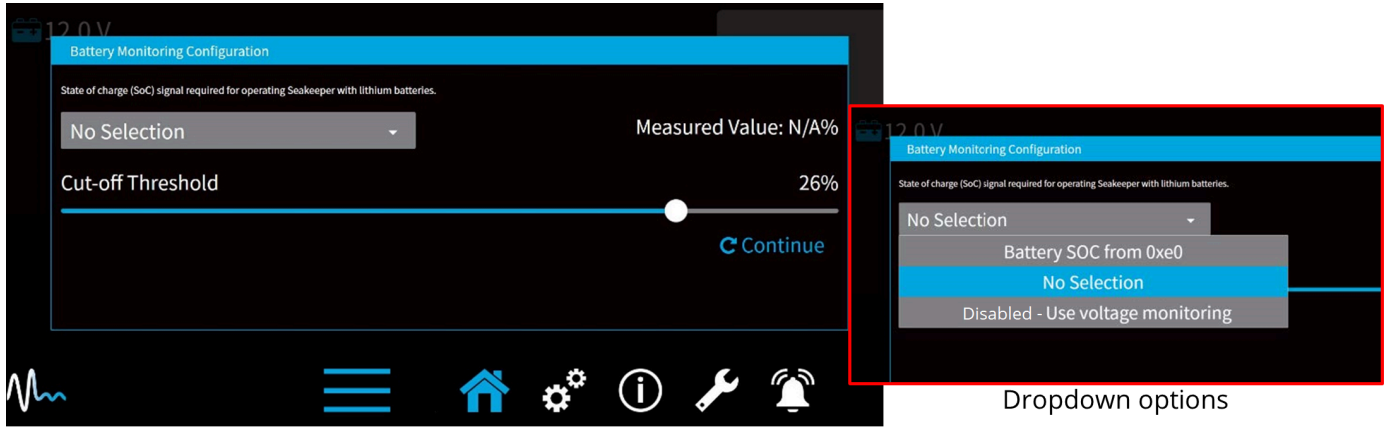 12.0 V
Battery Monitoring Configuration
State of charge (SoC) signal required for operating Seakeeper with lithium batteries.
No Selection
Measured Value: N/A%
Cut-off Threshold
26%
Continue
12.0 V
Battery Monitoring Configuration
State of charge (SoC) signal required for operating Seakeeper with lithium batteries.
No Selection
Battery SOC from 0xe0
No Selection
Disabled - Use voltage monitoring
Dropdown options